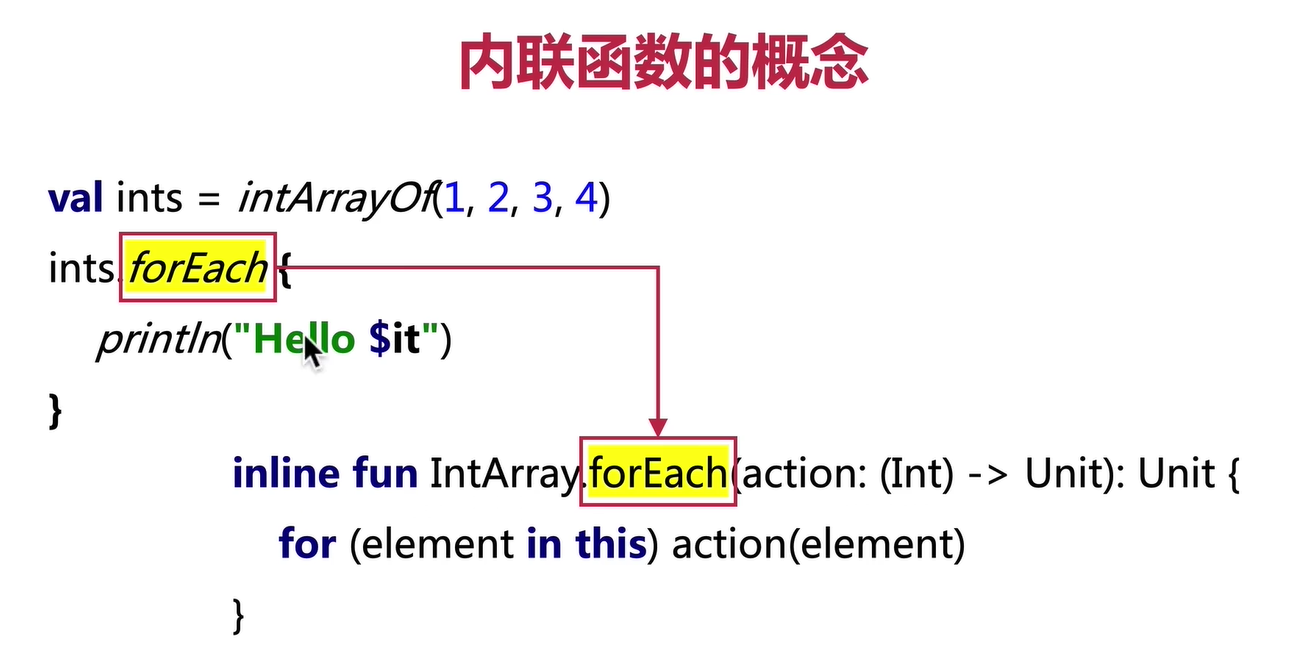 内联函数的概念
val ints = intArrayOf(1, 2, 3, 4)
ints.forEach {
println("Hello $it")
}
inline fun IntArray.forEach(action: (Int) -> Unit): Unit {
for (element in this) action(element)
}